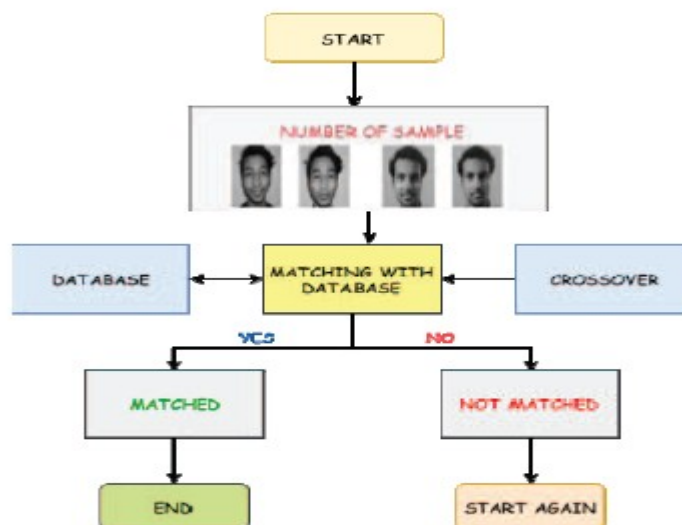 START
NUMBER OF SAMPLE
DATABASE
MATCHING WITH
DATABASE
CROSSOVER
YES
NO
MATCHED
NOT MATCHED
END
START AGAIN